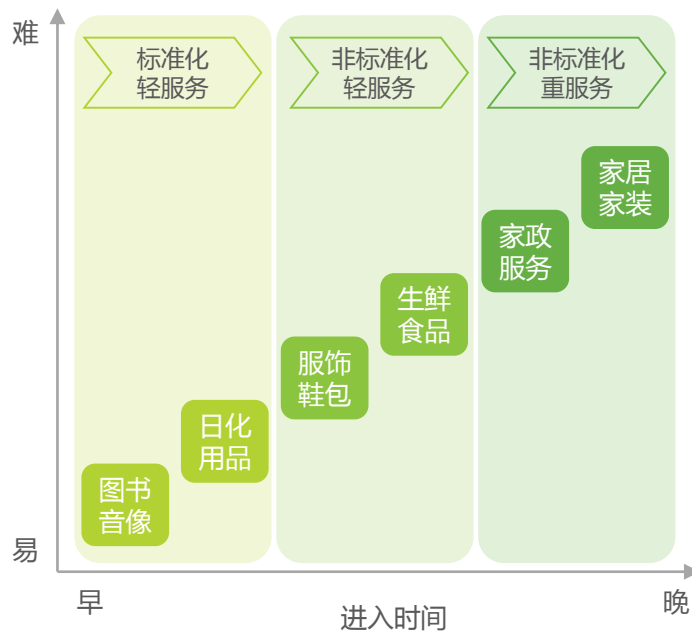 难
标准化
轻服务
非标准化
轻服务
非标准化
重服务
家居
家装
家政
服务
生鲜
食品
服饰
鞋包
日化
用品
图书
音像
易
早
进入时间
晚